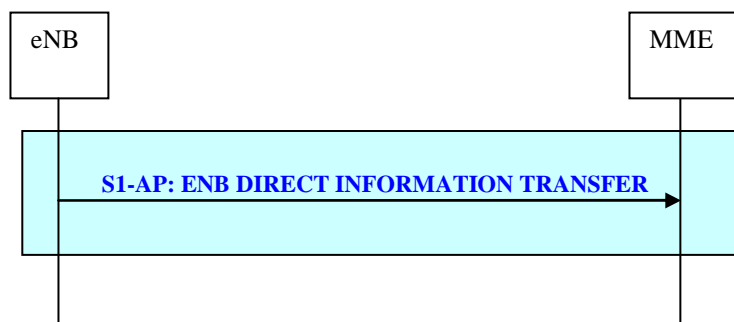 eNB
MME
S1-AP: ENB DIRECT INFORMATION TRANSFER